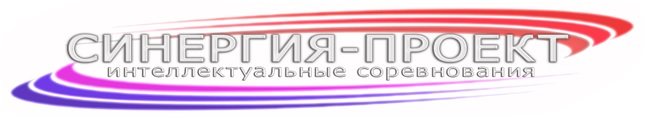 СИНЕРГИЯ-ПРОЕКТ
интеллектуальные соревнования